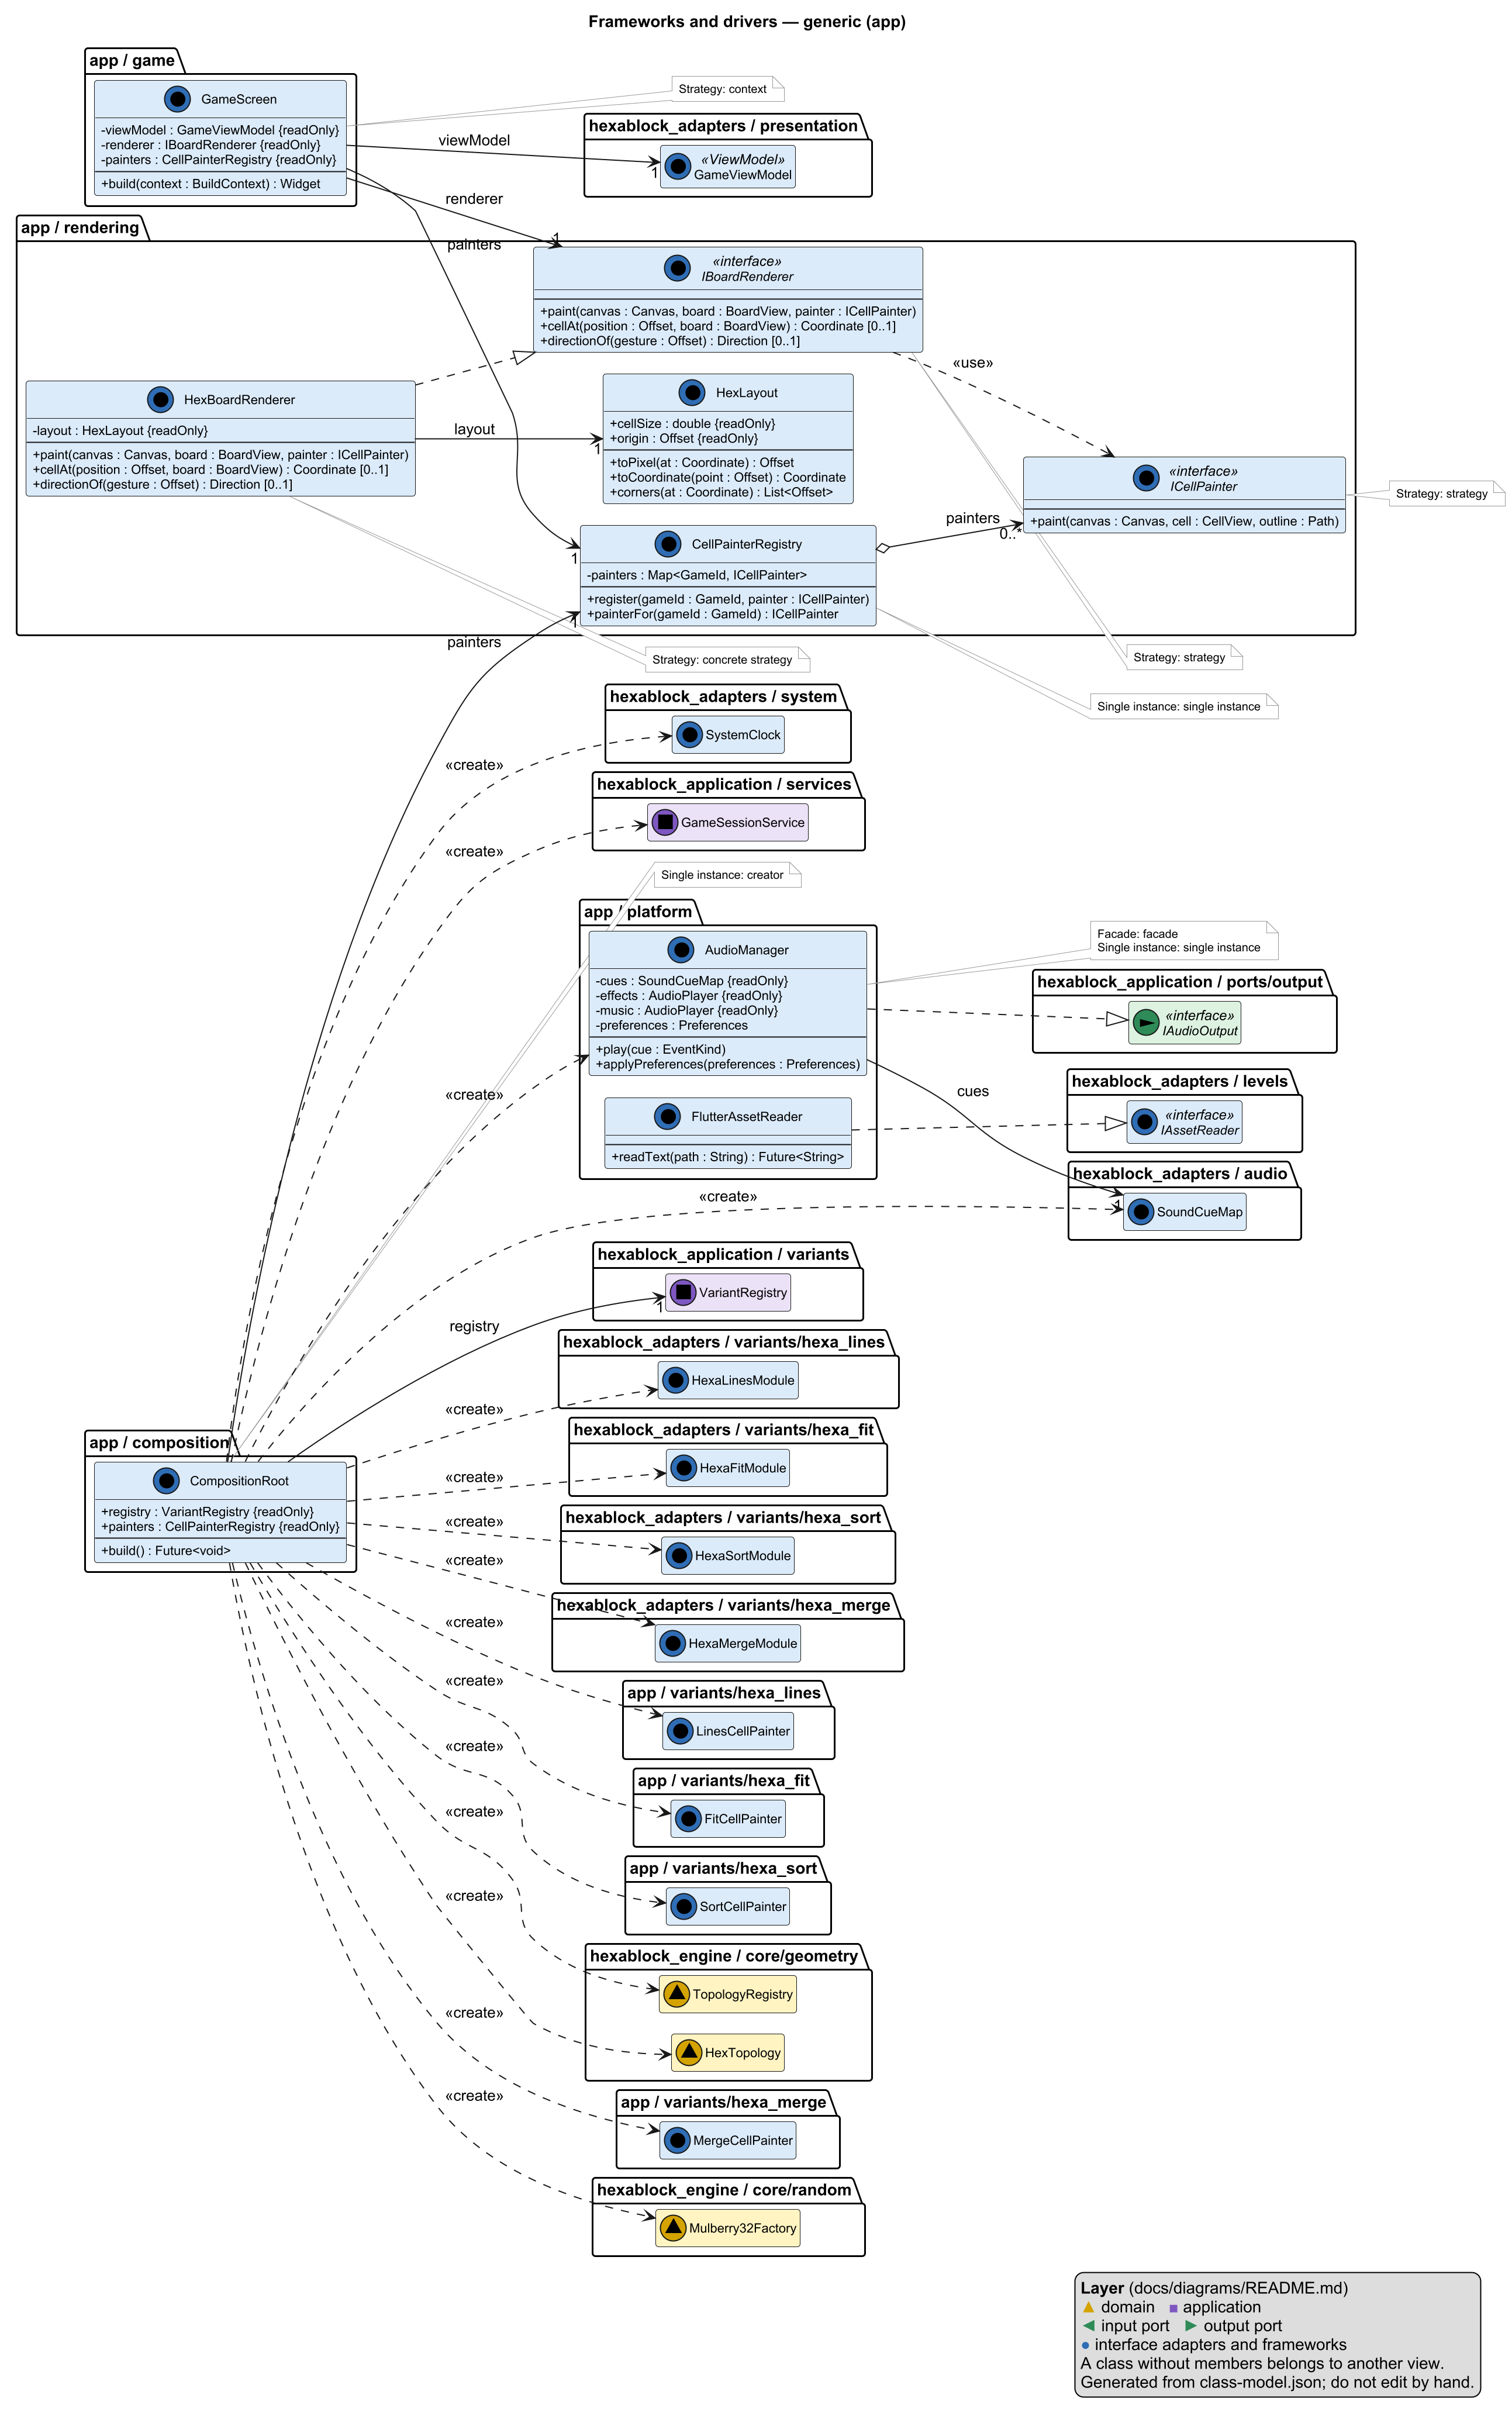 Frameworks and drivers — generic (app)
app / game
GameScreen
-viewModel : GameViewModel {readOnly}
-renderer : IBoardRenderer {readOnly}
-painters : CellPainterRegistry {readOnly}
+build(context : BuildContext) : Widget
Strategy: context
hexablock_adapters / presentation
«ViewModel»
GameViewModel
viewModel
1
renderer
1
painters
app / rendering
«interface»
IBoardRenderer
+paint(canvas : Canvas, board : BoardView, painter : ICellPainter)
+cellAt(position : Offset, board : BoardView) : Coordinate [0..1]
+directionOf(gesture : Offset) : Direction [0..1]
«use»
HexBoardRenderer
-layout : HexLayout {readOnly}
+paint(canvas : Canvas, board : BoardView, painter : ICellPainter)
+cellAt(position : Offset, board : BoardView) : Coordinate [0..1]
+directionOf(gesture : Offset) : Direction [0..1]
layout
1
HexLayout
+cellSize : double {readOnly}
+origin : Offset {readOnly}
+toPixel(at : Coordinate) : Offset
+toCoordinate(point : Offset) : Coordinate
+corners(at : Coordinate) : List<Offset>
«interface»
ICellPainter
+paint(canvas : Canvas, cell : CellView, outline : Path)
Strategy: strategy
painters
0..*
1
CellPainterRegistry
-painters : Map<GameId, ICellPainter>
+register(gameId : GameId, painter : ICellPainter)
+painterFor(gameId : GameId) : ICellPainter
1
painters
Strategy: concrete strategy
Strategy: strategy
Single instance: single instance
hexablock_adapters / system
SystemClock
«create»
hexablock_application / services
GameSessionService
«create»
Single instance: creator
app / platform
AudioManager
-cues : SoundCueMap {readOnly}
-effects : AudioPlayer {readOnly}
-music : AudioPlayer {readOnly}
-preferences : Preferences
+play(cue : EventKind)
+applyPreferences(preferences : Preferences)
«create»
Facade: facade
Single instance: single instance
hexablock_application / ports/output
«interface»
IAudioOutput
FlutterAssetReader
+readText(path : String) : Future<String>
cues
hexablock_adapters / levels
«interface»
IAssetReader
hexablock_adapters / audio
SoundCueMap
1
«create»
hexablock_application / variants
VariantRegistry
1
registry
hexablock_adapters / variants/hexa_lines
HexaLinesModule
«create»
app / composition
CompositionRoot
+registry : VariantRegistry {readOnly}
+painters : CellPainterRegistry {readOnly}
+build() : Future<void>
hexablock_adapters / variants/hexa_fit
HexaFitModule
«create»
hexablock_adapters / variants/hexa_sort
HexaSortModule
«create»
hexablock_adapters / variants/hexa_merge
HexaMergeModule
«create»
app / variants/hexa_lines
LinesCellPainter
«create»
app / variants/hexa_fit
FitCellPainter
«create»
app / variants/hexa_sort
SortCellPainter
«create»
hexablock_engine / core/geometry
TopologyRegistry
«create»
HexTopology
«create»
app / variants/hexa_merge
MergeCellPainter
«create»
hexablock_engine / core/random
Mulberry32Factory
«create»
Layer (docs/diagrams/README.md)
domain application
input port output port
interface adapters and frameworks
A class without members belongs to another view.
Generated from class-model.json; do not edit by hand.